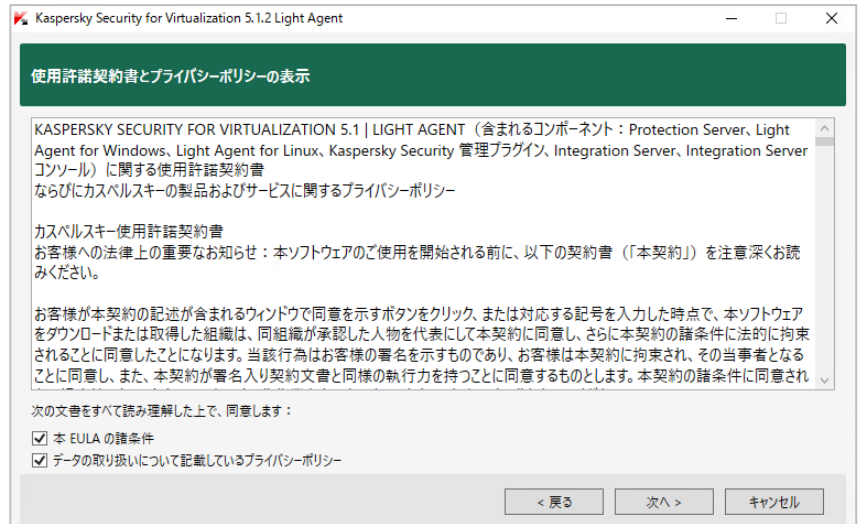 Kaspersky Security for Virtualization 5.1.2 Light Agent
使用許諾契約書とプライバシーポリシーの表示
KASPERSKY SECURITY FOR VIRTUALIZATION 5.1 | LIGHT AGENT（含まれるコンポーネント：Protection Server、Light
Agent for Windows、Light Agent for Linux、Kaspersky Security 管理プラグイン、Integration Server、Integration Server
コンソール）に関する使用許諾契約書
ならびにカスペルスキーの製品およびサービスに関するプライバシーポリシー
カスペルスキー使用許諾契約書
お客様への法律上の重要なお知らせ：本ソフトウェアのご使用を開始される前に、以下の契約書（「本契約」）を注意深くお読
みください。
お客様が本契約の記述が含まれるウィンドウで同意を示すボタンをクリック、または対応する記号を入力した時点で、本ソフトウェア
をダウンロードまたは取得した組織は、同組織が承認した人物を代表にして本契約に同意し、さらに本契約の諸条件に法的に拘束
されることに同意したことになります。当該行為はお客様の署名を示すものであり、お客様は本契約に拘束され、その当事者となる
ことに同意し、また、本契約が署名入り契約文書と同様の執行力を持つことに同意するものとします。本契約の諸条件に同意され
次の文書をすべて読み理解した上で、同意します：
本 EULA の諸条件
データの取り扱いについて記載しているプライバシーポリシー
< 戻る
次へ >
キャンセル